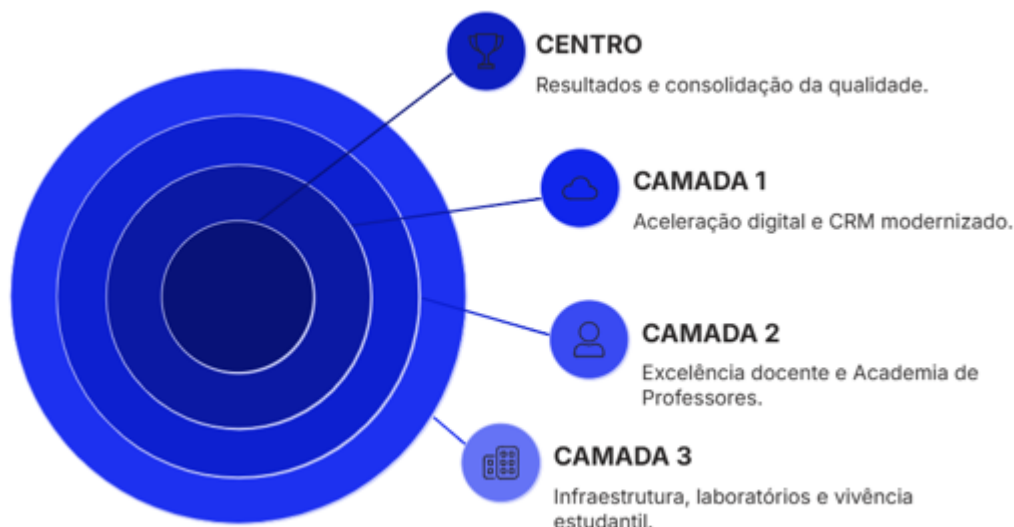 CENTRO
Resultados e consolidação da qualidade.
CAMADA 1
Aceleração digital e CRM modernizado.
CAMADA 2
Excelência docente e Academia de
Professores.
CAMADA 3
Infraestrutura, laboratórios e vivência
estudantil.